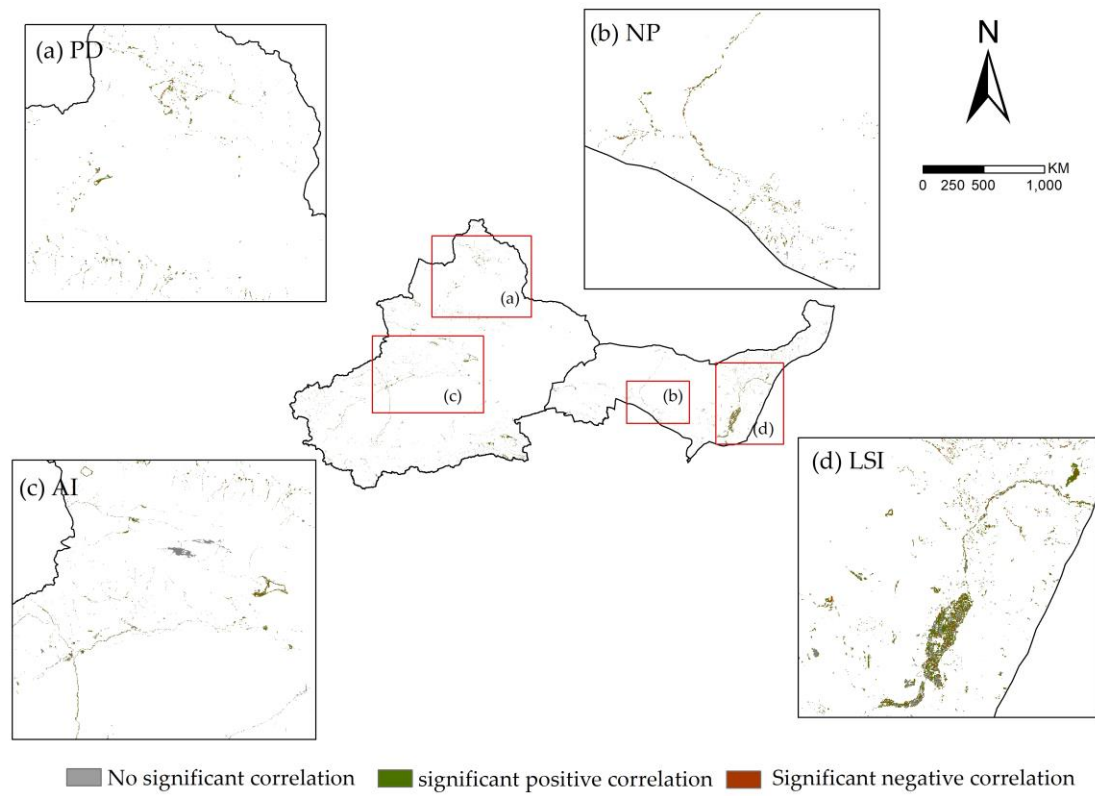 (a) PD
(b) NP
N
KM
0 250 500 1,000
(a)
(c)
(b)
(d)
(c) AI
(d) LSI
No significant correlation significant positive correlation Significant negative correlation